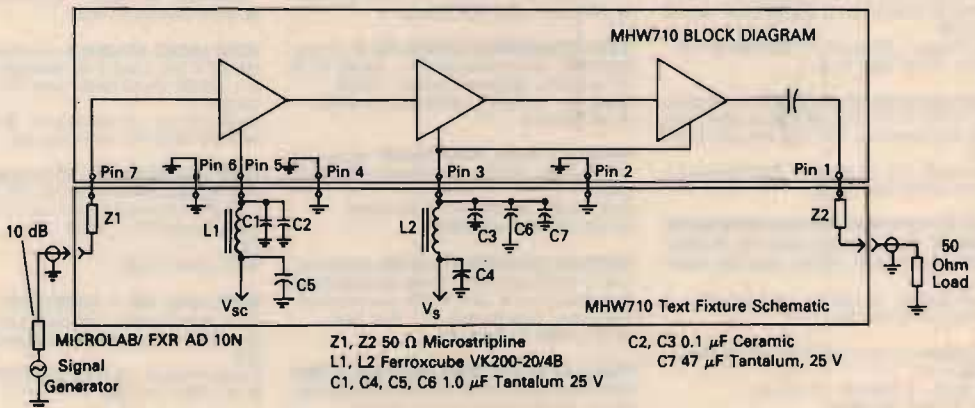 MHW710 BLOCK DIAGRAM
Pin 7
Pin 6
Pin 5
Pin 4
Pin 3
Pin 2
Pin 1
Z1
L1
C1
C2
C5
L2
C3
C6
C7
C4
Z2
10 dB
VSC
VS
50
Ohm
Load
MHW710 Text Fixture Schematic
MICROLAB/ FXR AD 10N
Signal
Generator
Z1, Z2 50 Ω Microstripline
L1, L2 Ferroxcube VK200-20/4B
C1, C4, C5, C6 1.0 μF Tantalum 25 V
C2, C3 0.1 μF Ceramic
C7 47 μF Tantalum, 25 V